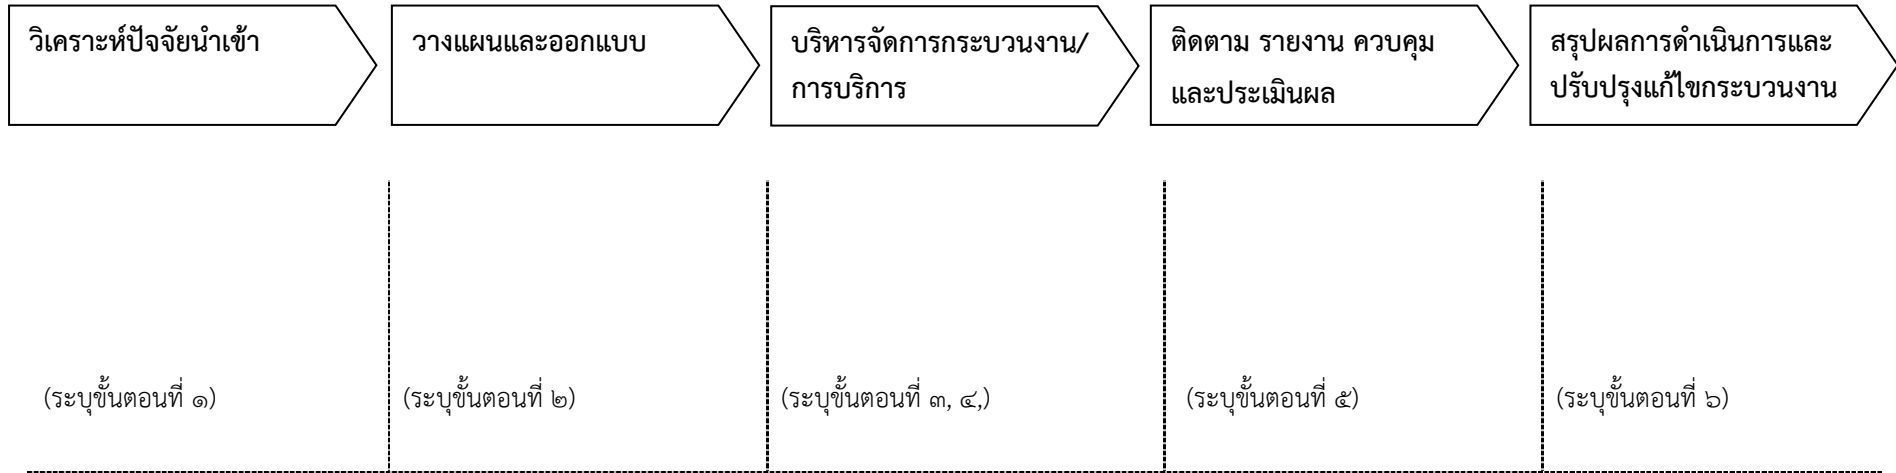 วิเคราะห์ปัจจัยนำเข้า
วางแผนและออกแบบ
บริหารจัดการกระบวนงาน/
การบริการ
ติดตาม รายงาน ควบคุม
และประเมินผล
สรุปผลการดำเนินการและ
ปรับปรุงแก้ไขกระบวนงาน
(ระบุขั้นตอนที่ ๑)
(ระบุขั้นตอนที่ ๒)
(ระบุขั้นตอนที่ ๓, ๔,)
(ระบุขั้นตอนที่ ๕)
(ระบุขั้นตอนที่ ๖)